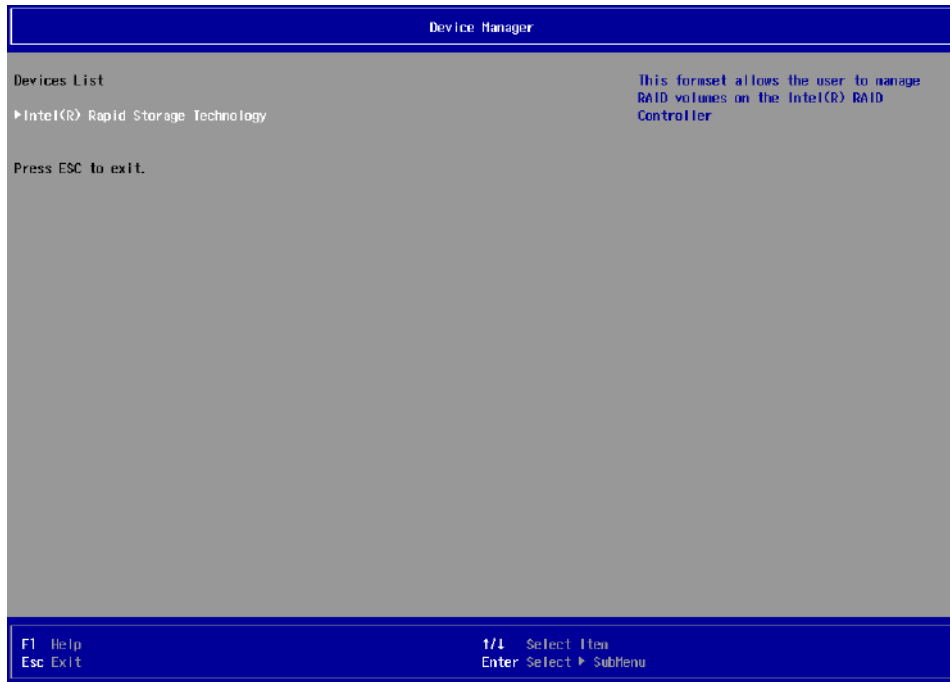 Device Manager
Devices List
▶Intel(R) Rapid Storage Technology
Press ESC to exit.
This formset allows the user to manage
RAID volumes on the Intel(R) RAID
Controller
F1 Help
Esc Exit
↑/↓ Select Item
Enter Select ▶ SubMenu